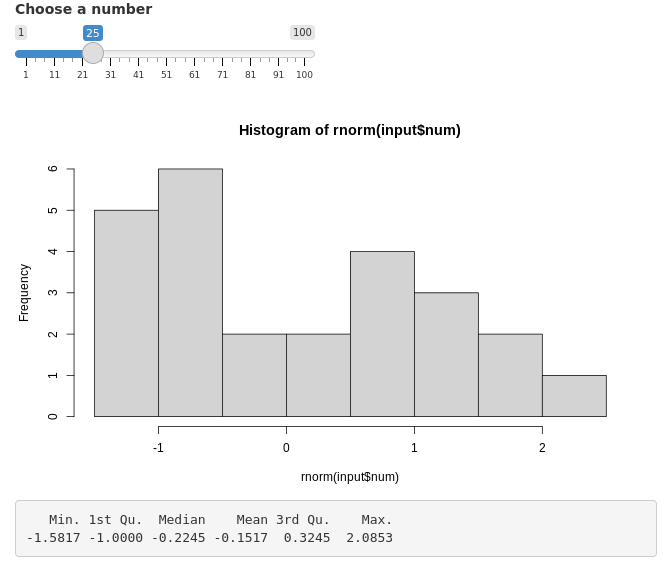 Choose a number
1 25 100
1 11 21 31 41 51 61 71 81 91 100
Histogram of rnorm(input$num)
6
5
4
3
2
1
0
Frequency
-1 0 1 2
rnorm(input$num)
Min. 1st Qu. Median Mean 3rd Qu. Max.
-1.5817 -1.0000 -0.2245 -0.1517 0.3245 2.0853